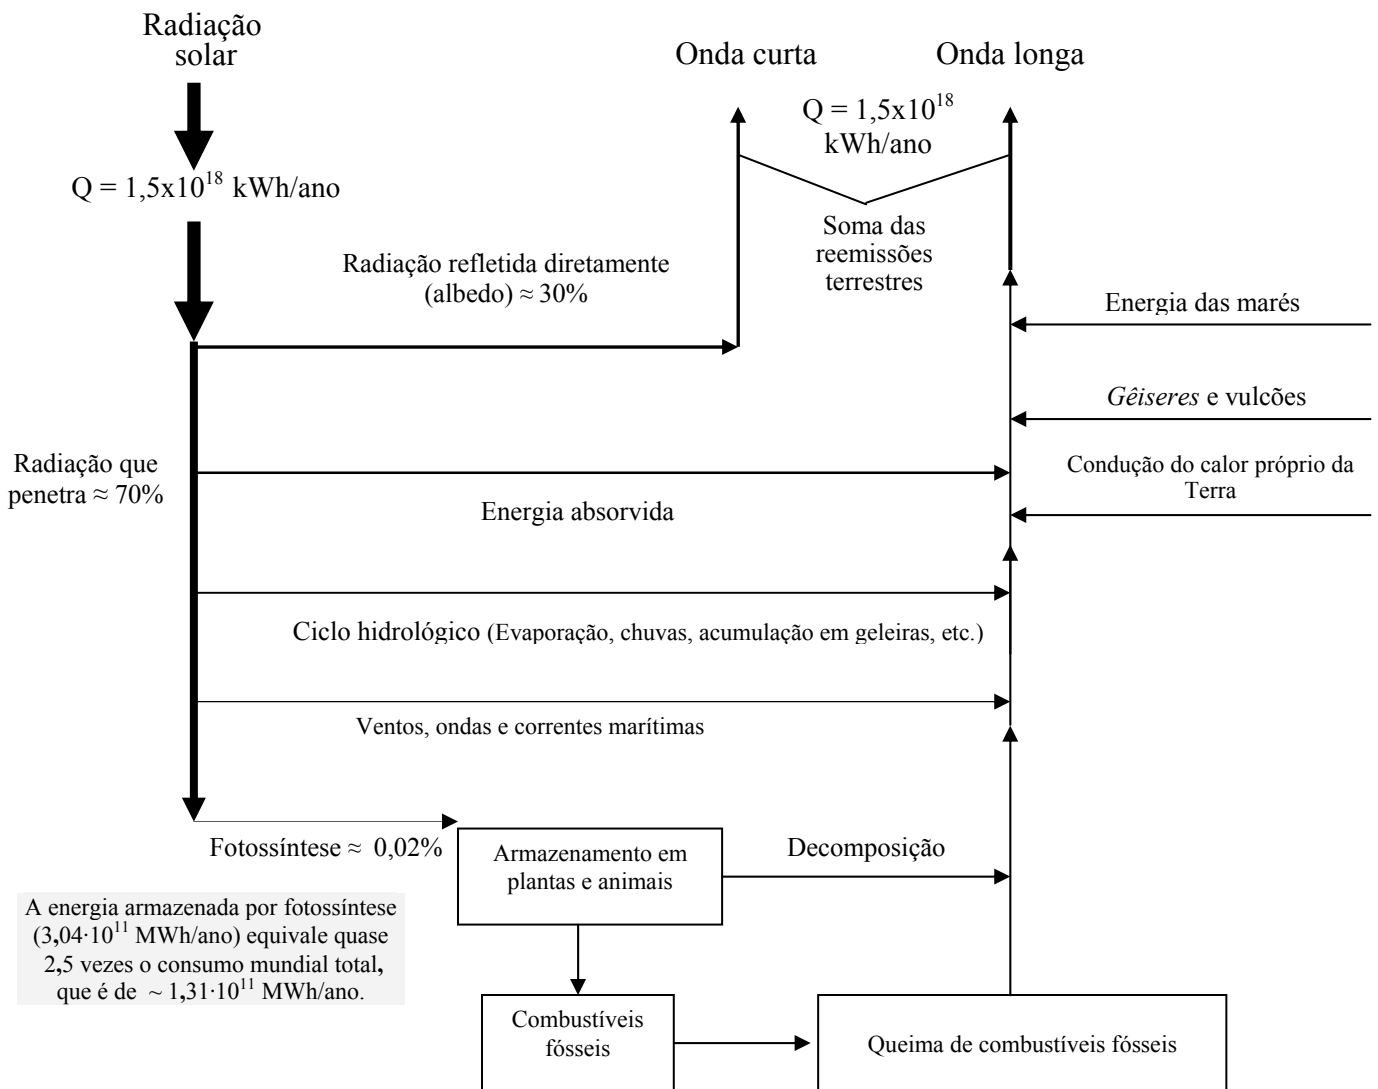 Radiação
solar
Onda curta
Onda longa
Q = 1,5x10¹⁸
kWh/ano
Q = 1,5x10¹⁸ kWh/ano
Soma das
reemissões
terrestres
Radiação refletida diretamente
(albedo) ≈ 30%
Energia das marés
Gêiseres e vulcões
Radiação que
penetra ≈ 70%
Condução do calor próprio da
Terra
Energia absorvida
Ciclo hidrológico (Evaporação, chuvas, acumulação em geleiras, etc.)
Ventos, ondas e correntes marítimas
Fotossíntese ≈ 0,02%
Armazenamento em
plantas e animais
Decomposição
A energia armazenada por fotossíntese
(3,04·10¹¹ MWh/ano) equivale quase
2,5 vezes o consumo mundial total,
que é de ~ 1,31·10¹¹ MWh/ano.
Combustíveis
fósseis
Queima de combustíveis fósseis